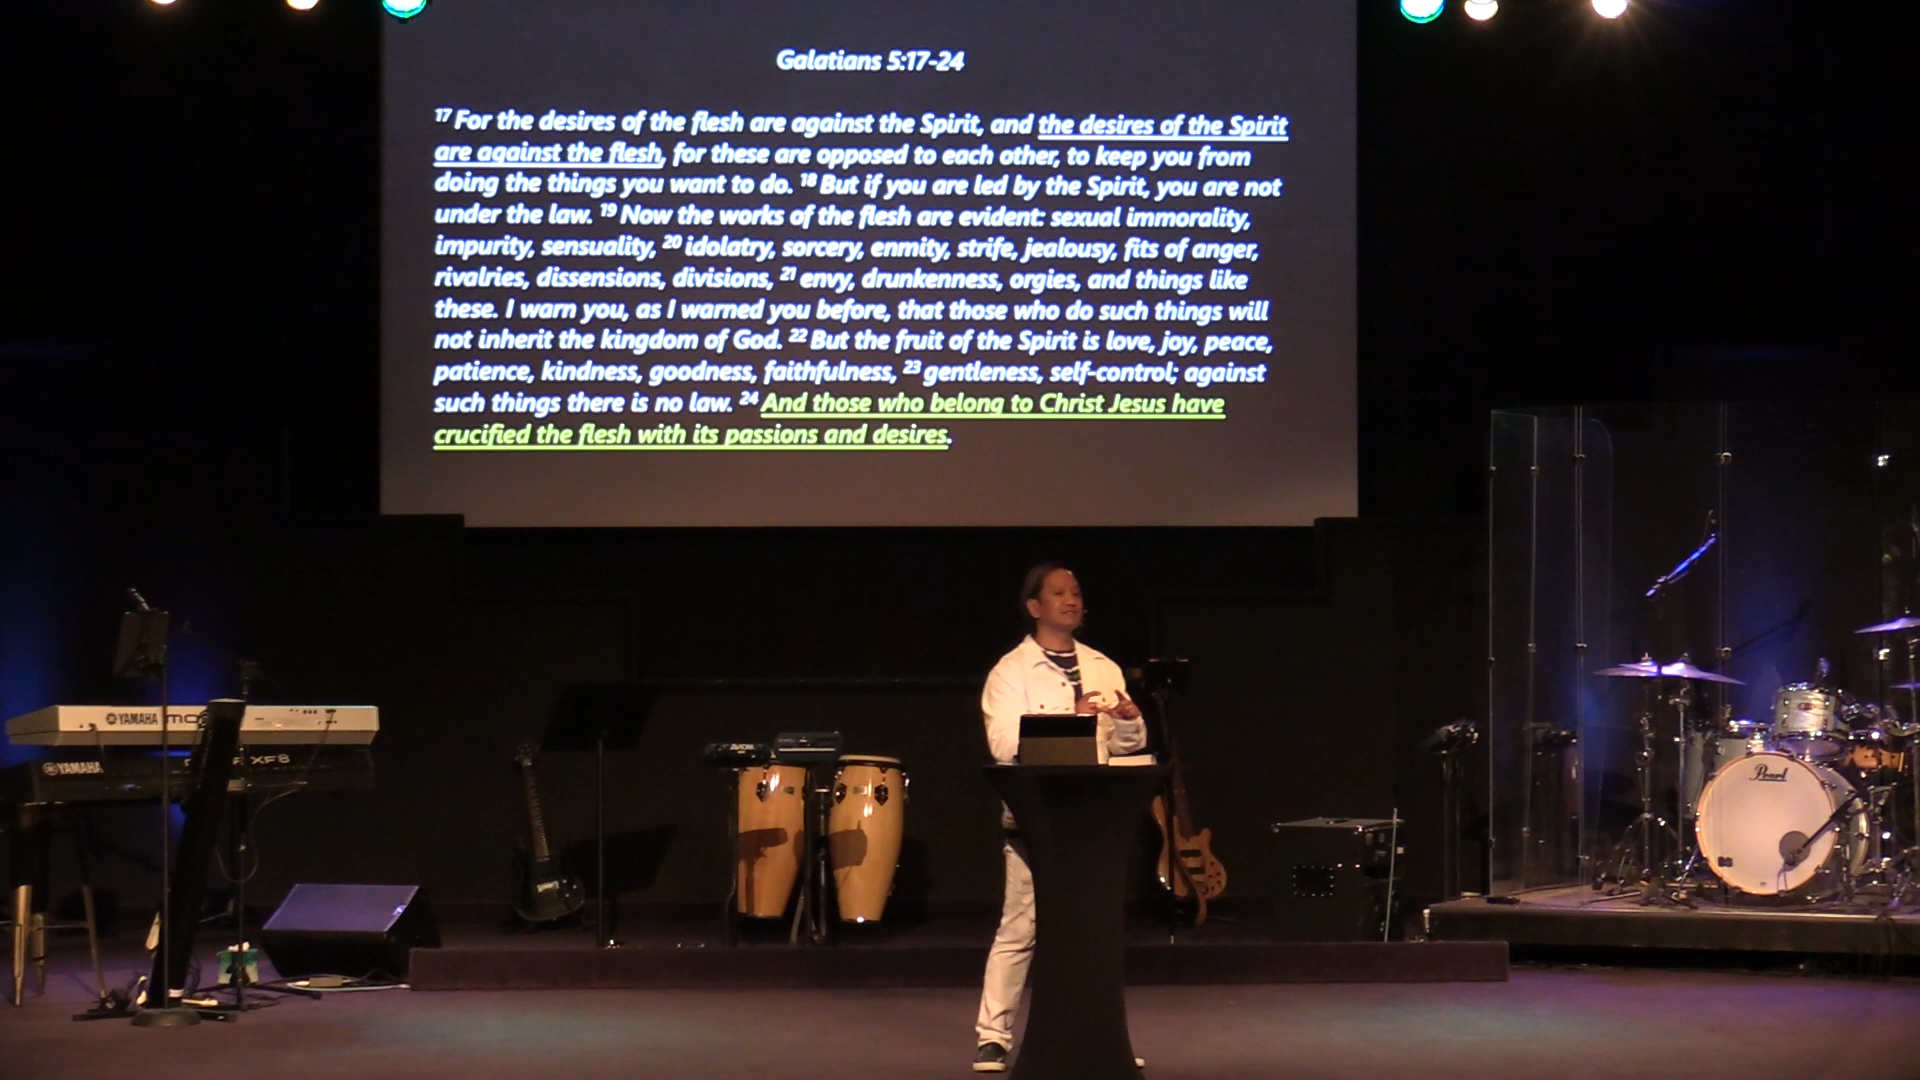 Galatians 5:17-24
17 For the desires of the flesh are against the Spirit, and the desires of the Spirit
are against the flesh, for these are opposed to each other, to keep you from
doing the things you want to do. 18 But if you are led by the Spirit, you are not
under the law. 19 Now the works of the flesh are evident: sexual immorality,
impurity, sensuality, 20 idolatry, sorcery, enmity, strife, jealousy, fits of anger,
rivalries, dissensions, divisions, 21 envy, drunkenness, orgies, and things like
these. I warn you, as I warned you before, that those who do such things will
not inherit the kingdom of God. 22 But the fruit of the Spirit is love, joy, peace,
patience, kindness, goodness, faithfulness, 23 gentleness, self-control; against
such things there is no law. 24 And those who belong to Christ Jesus have
crucified the flesh with its passions and desires.
YAMAHA
YAMAHA XF8
Pearl